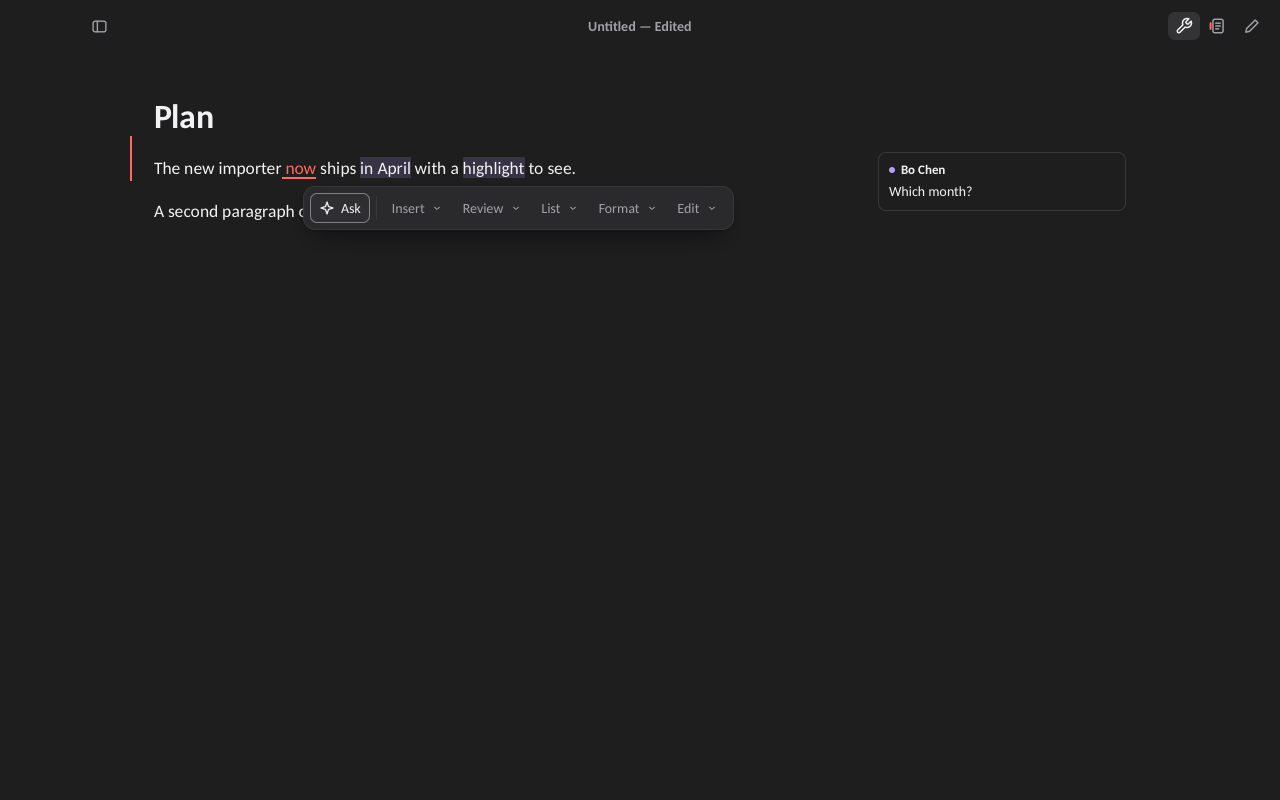 Untitled — Edited
Plan
The new importer now ships in April with a highlight to see.
Bo Chen
Which month?
A second paragraph
Ask Insert Review List Format Edit